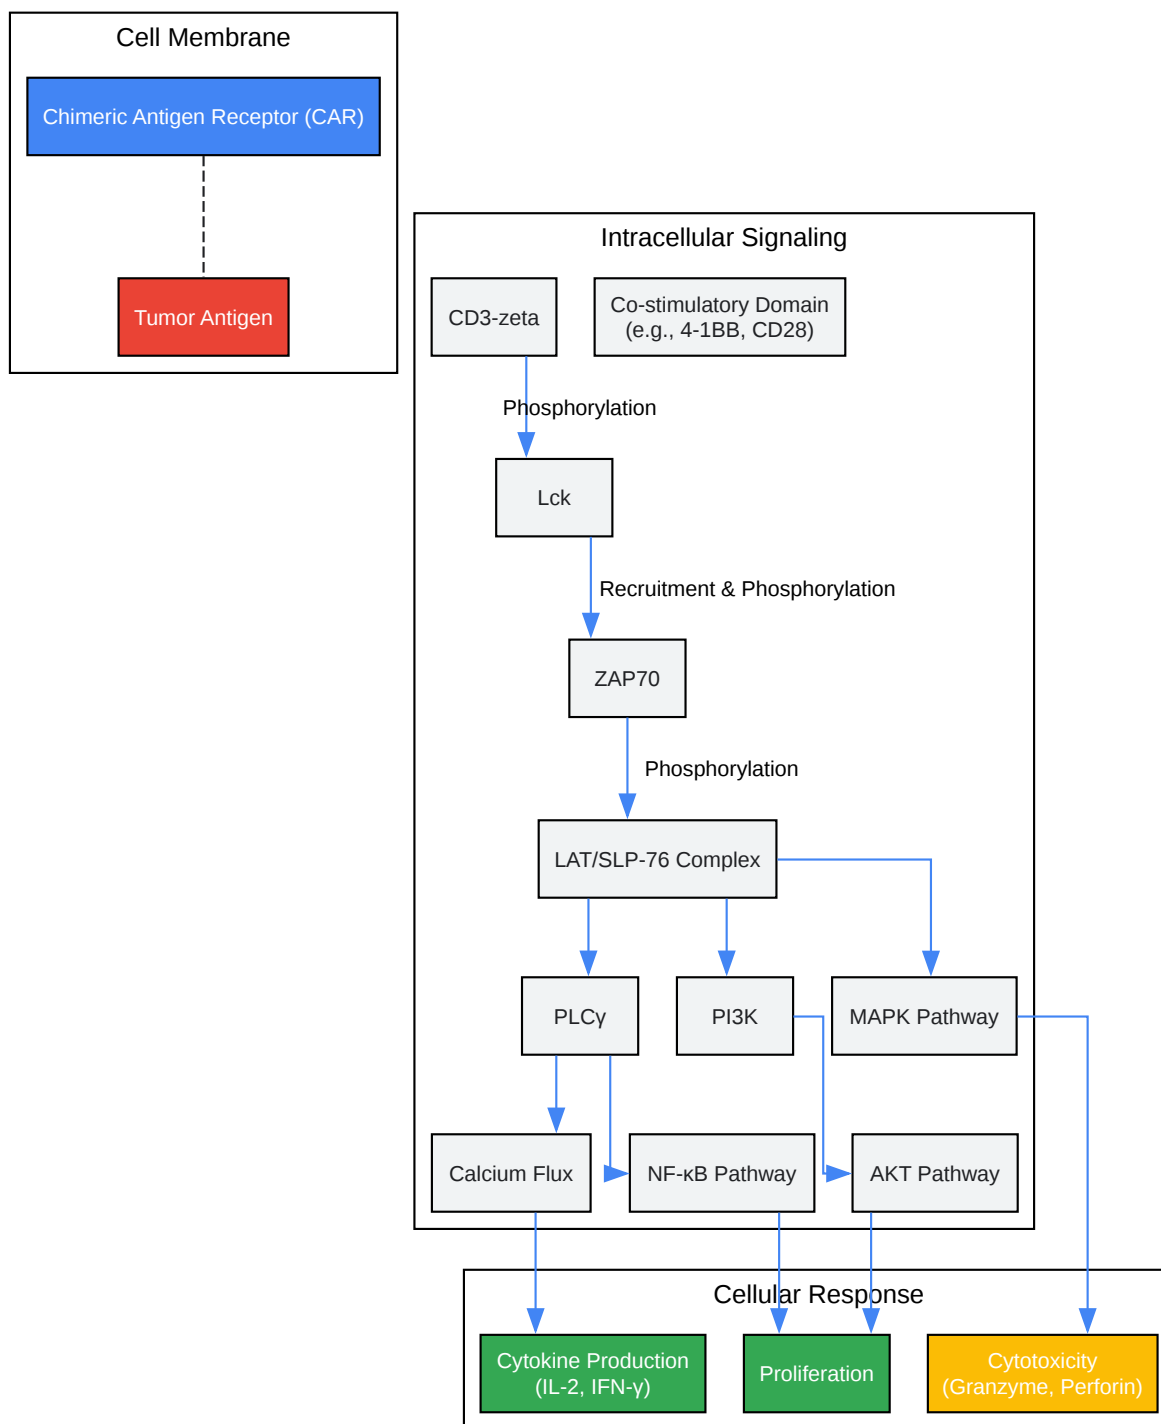 Cell Membrane
Chimeric Antigen Receptor (CAR)
Tumor Antigen
Intracellular Signaling
CD3-zeta
Co-stimulatory Domain
(e.g., 4-1BB, CD28)
Phosphorylation
Lck
Recruitment & Phosphorylation
ZAP70
Phosphorylation
LAT/SLP-76 Complex
PLCγ
PI3K
MAPK Pathway
Calcium Flux
NF-κB Pathway
AKT Pathway
Cellular Response
Cytokine Production
(IL-2, IFN-γ)
Proliferation
Cytotoxicity
(Granzyme, Perforin)